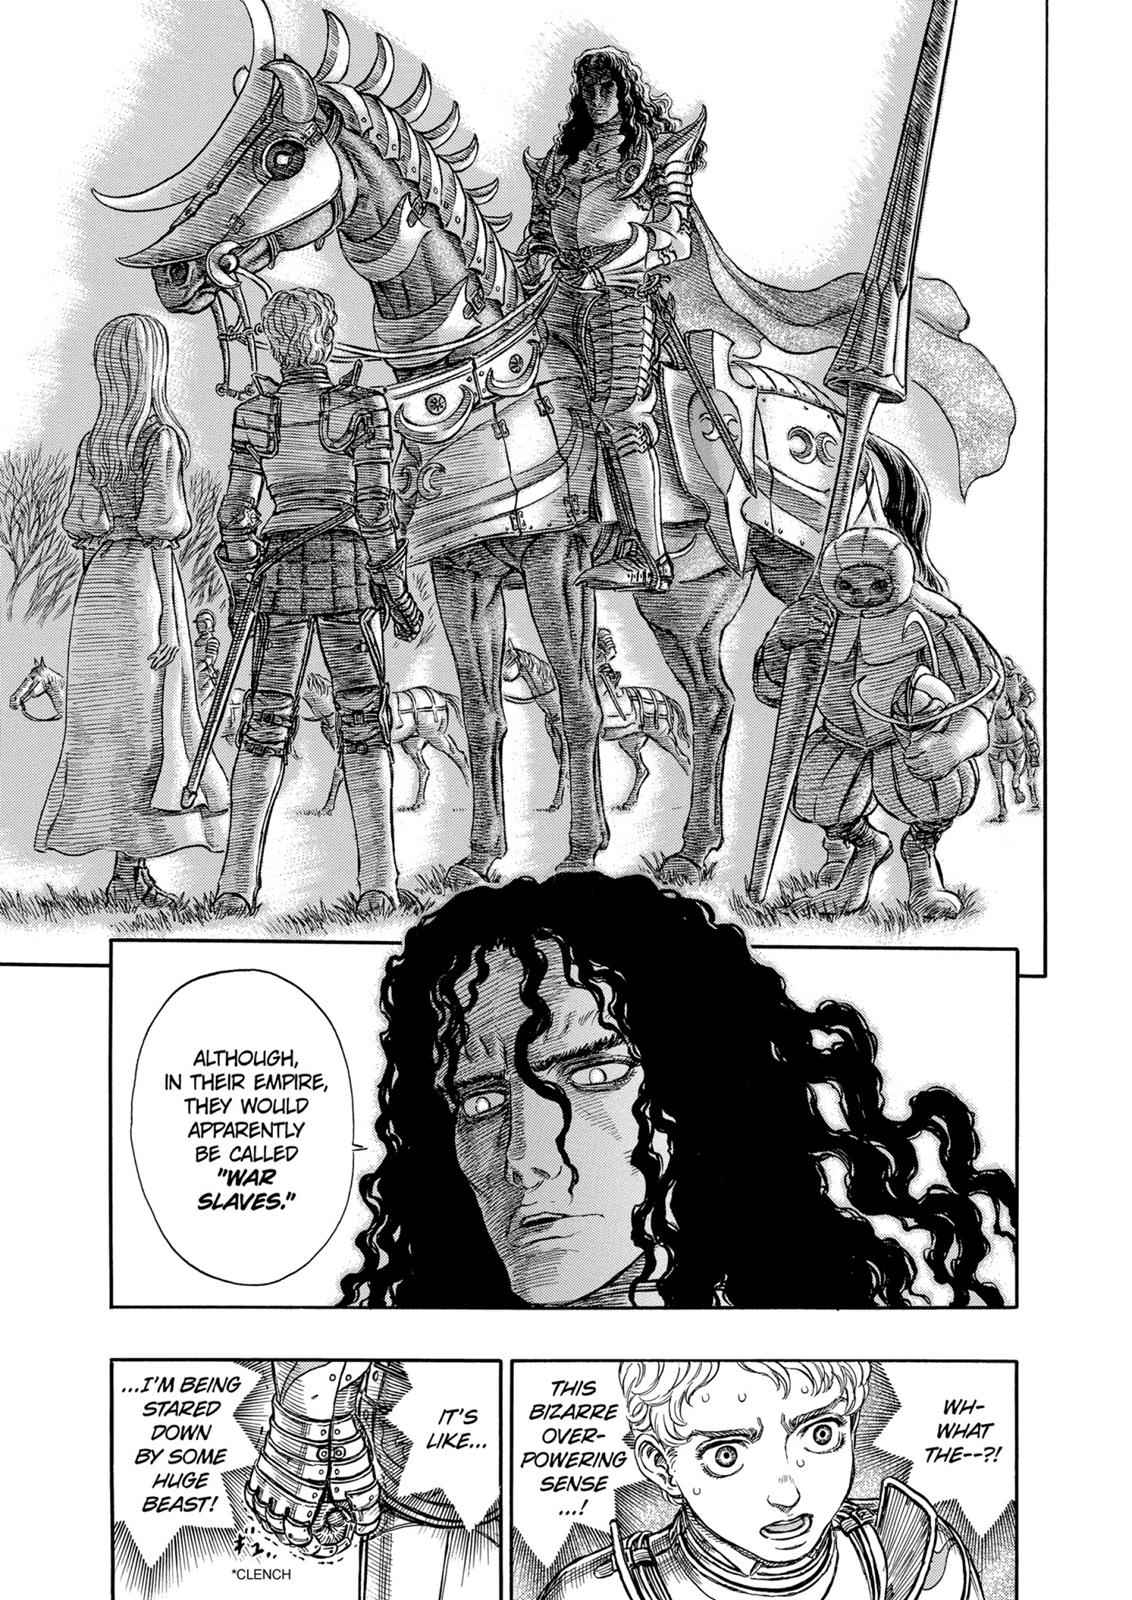 ALTHOUGH,
IN THEIR EMPIRE,
THEY WOULD
APPARENTLY
BE CALLED
"WAR
SLAVES."
WH-
WHAT
THE--?!
THIS
BIZARRE
OVER-
POWERING
SENSE
...!
IT'S
LIKE...
...I'M BEING
STARED
DOWN
BY SOME
HUGE
BEAST!
*CLENCH